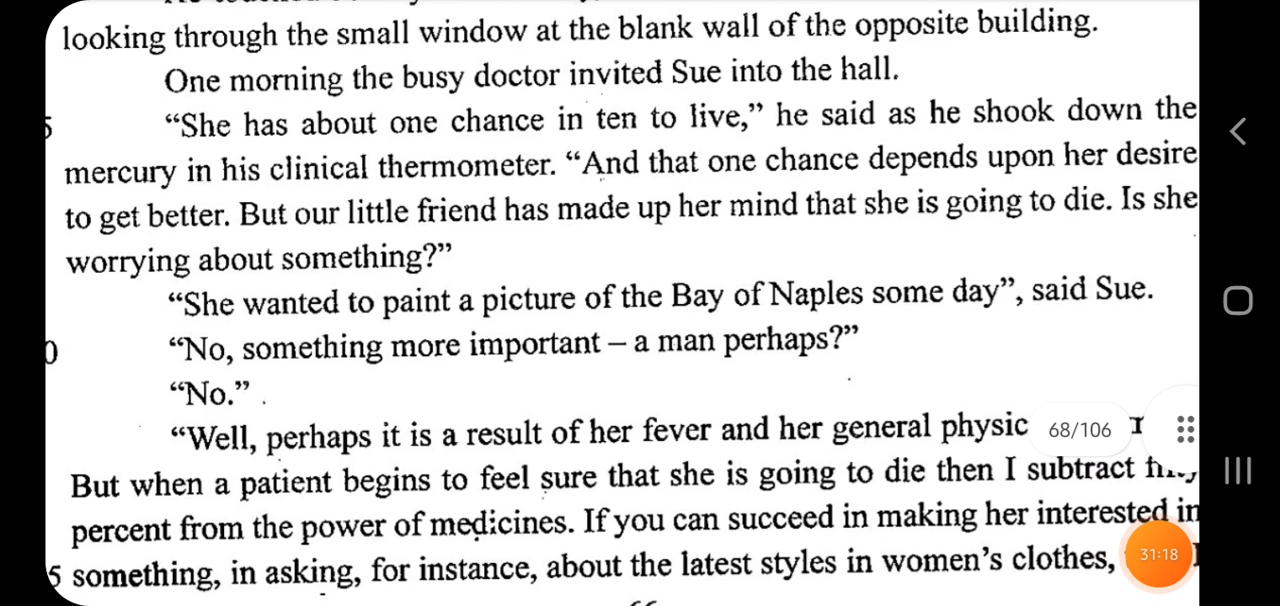 looking through the small window at the blank wall of the opposite building.
One morning the busy doctor invited Sue into the hall.
5 “She has about one chance in ten to live,” he said as he shook down the
mercury in his clinical thermometer. “And that one chance depends upon her desire
to get better. But our little friend has made up her mind that she is going to die. Is she
worrying about something?”
“She wanted to paint a picture of the Bay of Naples some day”, said Sue.
0 “No, something more important – a man perhaps?”
“No.”
“Well, perhaps it is a result of her fever and her general physic
68/106
But when a patient begins to feel sure that she is going to die then I subtract
percent from the power of medicines. If you can succeed in making her interested in
5 something, in asking, for instance, about the latest styles in women’s clothes,
31:18